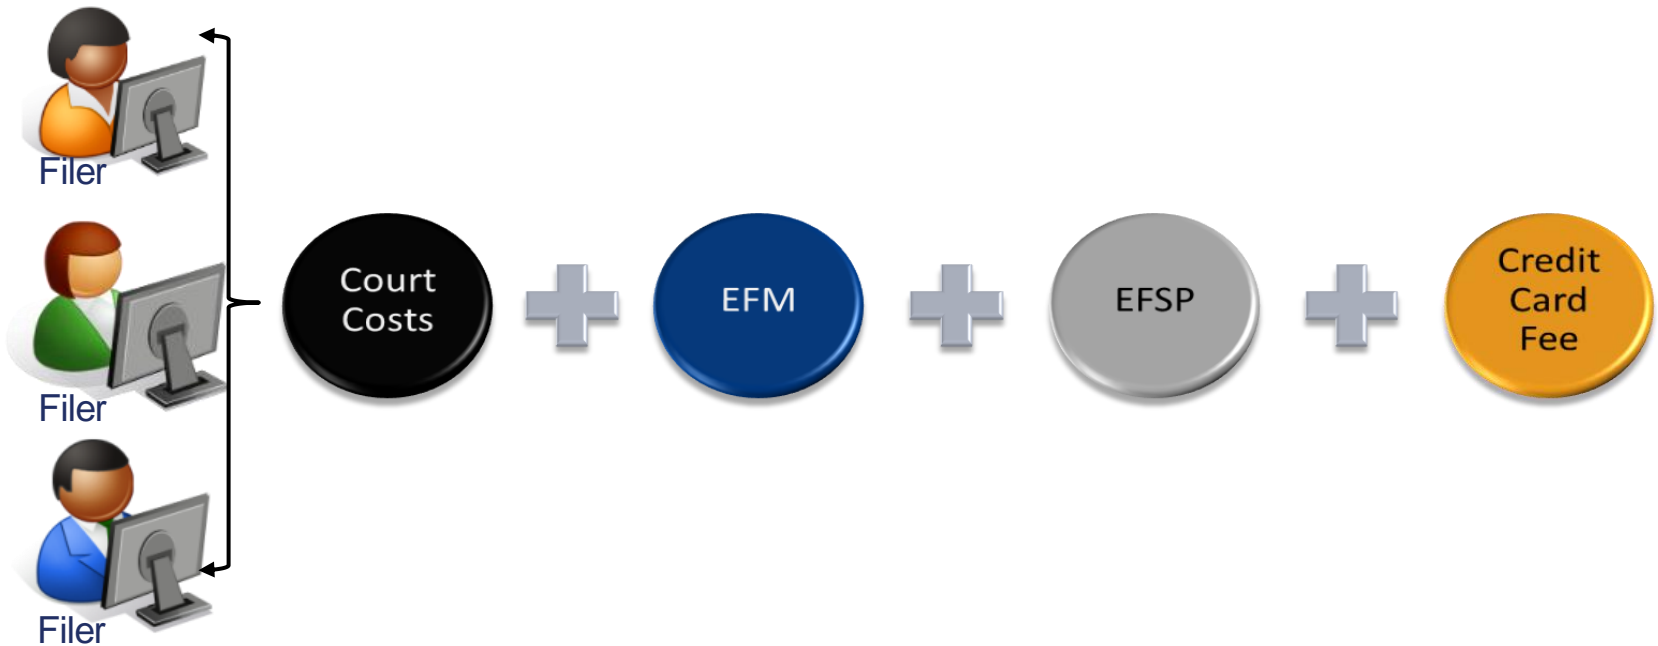 Filer
Filer
Filer
Court
Costs
EFM
EFSP
Credit
Card
Fee